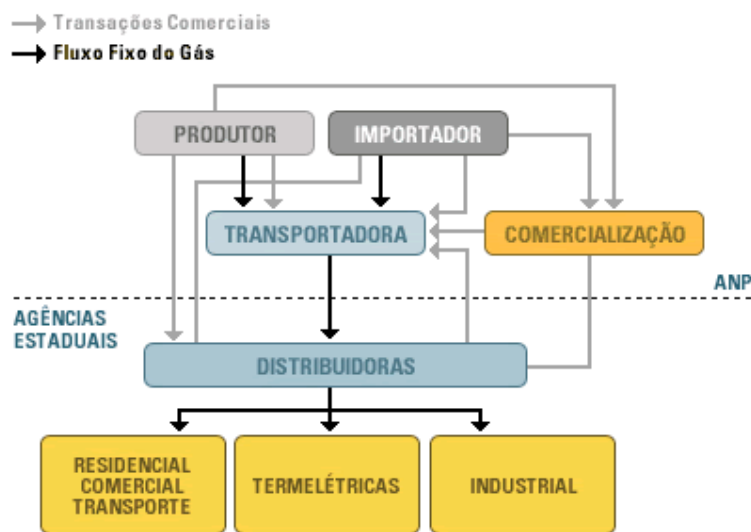 Transações Comerciais
Fluxo Fixo do Gás
PRODUTOR
IMPORTADOR
TRANSPORTADORA
COMERCIALIZAÇÃO
ANP
AGÊNCIAS
ESTADUAIS
DISTRIBUIDORAS
RESIDENCIAL
COMERCIAL
TRANSPORTE
TERMELÉTRICAS
INDUSTRIAL